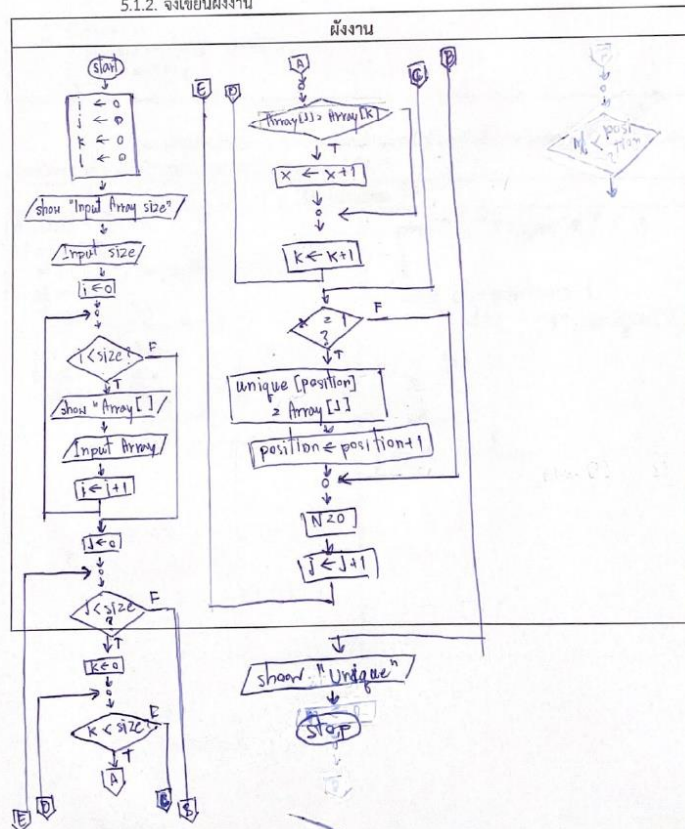 5.1.2. จงเขียนผังงาน
ผังงาน
start
i ← 0
j ← 0
k ← 0
l ← 0
show "Input Array size"
Input size
i ← 0
i < size?
F
T
show "Array[ ]
Input Array
i ← i+1
J ← 0
J < size
?
F
T
k ← 0
k < size?
F
T
A
E
D
B
E
D
A
C
B
Array[J] = Array[k]
T
x ← x+1
k ← k+1
x = 1
?
F
T
unique [position]
= Array [J]
position ← position+1
N=0
j ← J+1
show "Unique"
stop